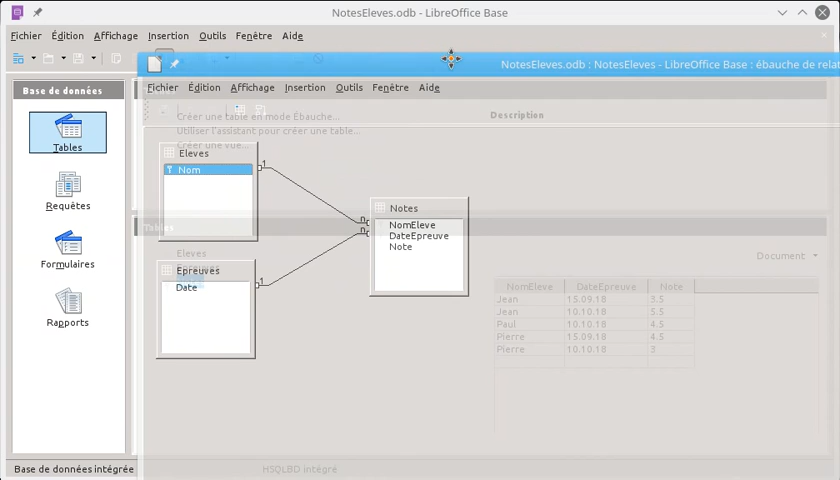 NotesEleves.odb - LibreOffice Base
Fichier Édition Affichage Insertion Outils Fenêtre Aide
NotesEleves.odb : NotesEleves - LibreOffice Base : ébauche de relat
Fichier Édition Affichage Insertion Outils Fenêtre Aide
Base de données
Tables
Requêtes
Formulaires
Rapports
Créer une table en mode Ébauche...
Utiliser l'assistant pour créer une table...
Créer une vue...
Description
Eleves
Nom
1
n
n
1
Notes
NomEleve
DateEpreuve
Note
Tables
Eleves
Epreuves
Date
Document
NomEleve DateEpreuve Note
Jean 15.09.18 3.5
Jean 10.10.18 5.5
Paul 10.10.18 4.5
Pierre 15.09.18 4.5
Pierre 10.10.18 3
Base de données intégrée
HSQLBD intégré